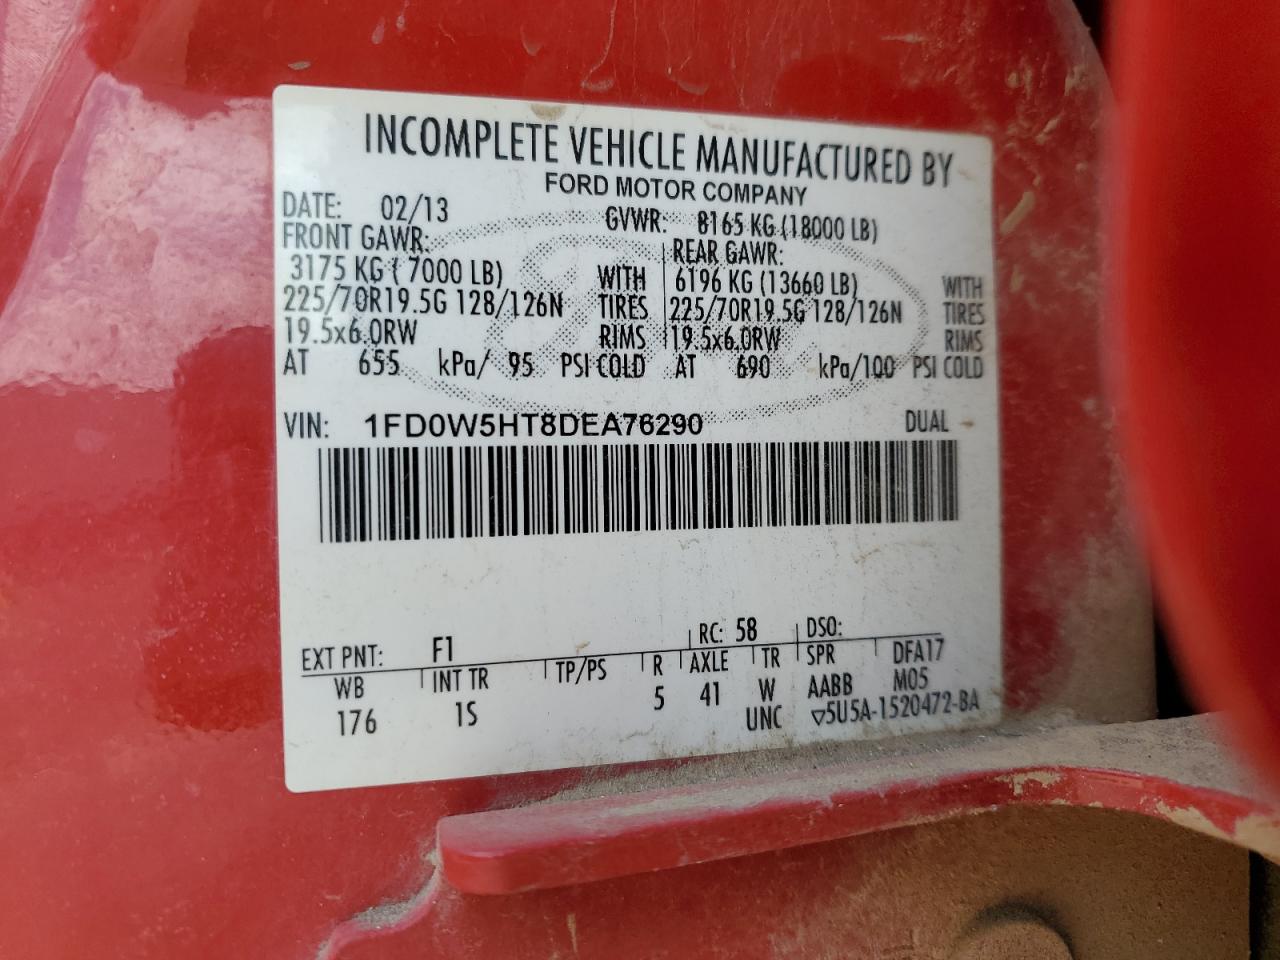 INCOMPLETE VEHICLE MANUFACTURED BY
FORD MOTOR COMPANY
DATE: 02/13 GVWR: 8165 KG (18000 LB)
FRONT GAWR: REAR GAWR:
3175 KG ( 7000 LB) WITH 6196 KG (13660 LB) WITH
225/70R19.5G 128/126N TIRES 225/70R19.5G 128/126N TIRES
19.5x6.0RW RIMS 19.5x6.0RW RIMS
AT 655 kPa/ 95 PSI COLD AT 690 kPa/100 PSI COLD
VIN: 1FD0W5HT8DEA76290 DUAL
EXT PNT: F1 RC: 58 DSO:
WB INT TR TP/PS R AXLE TR SPR DFA17
176 1S 5 41 W AABB M05
UNC ▽5U5A-1520472-BA